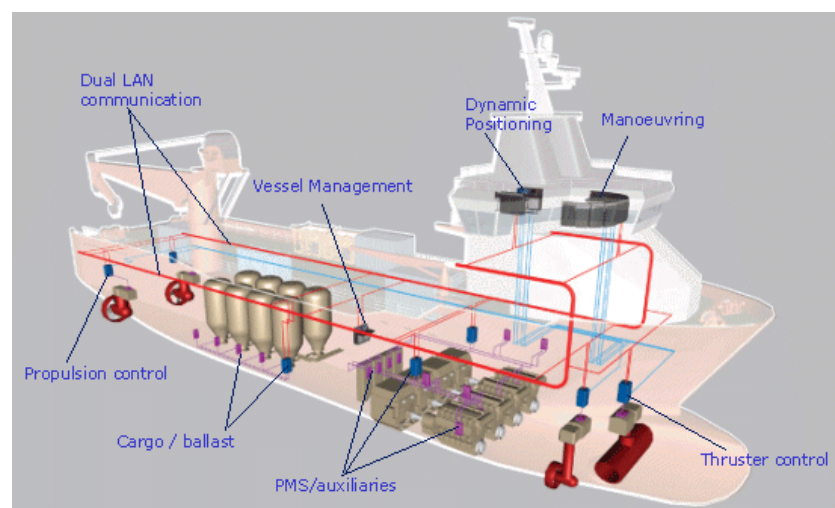 Dual LAN
communication
Dynamic
Positioning
Manoeuvring
Vessel Management
Propulsion control
Cargo / ballast
PMS/auxiliaries
Thruster control